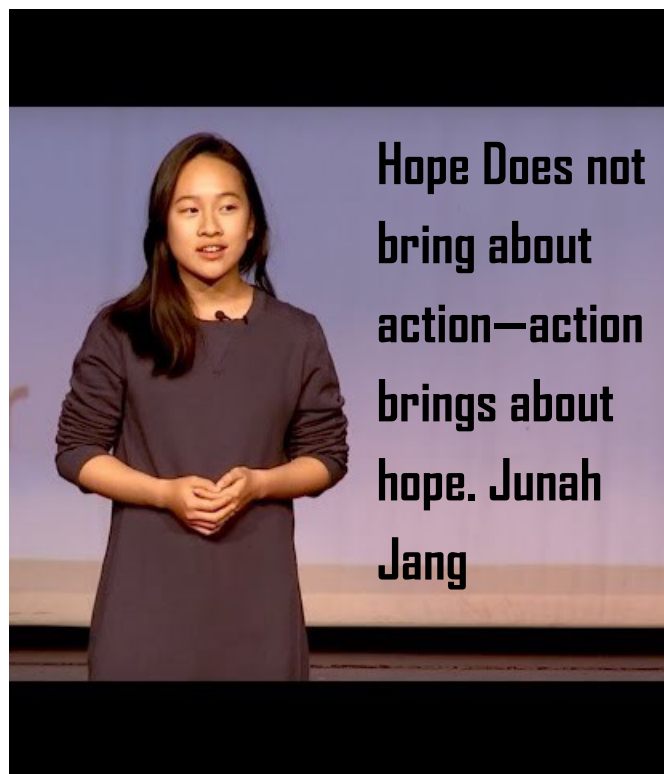 Hope Does not
bring about
action—action
brings about
hope. Junah
Jang